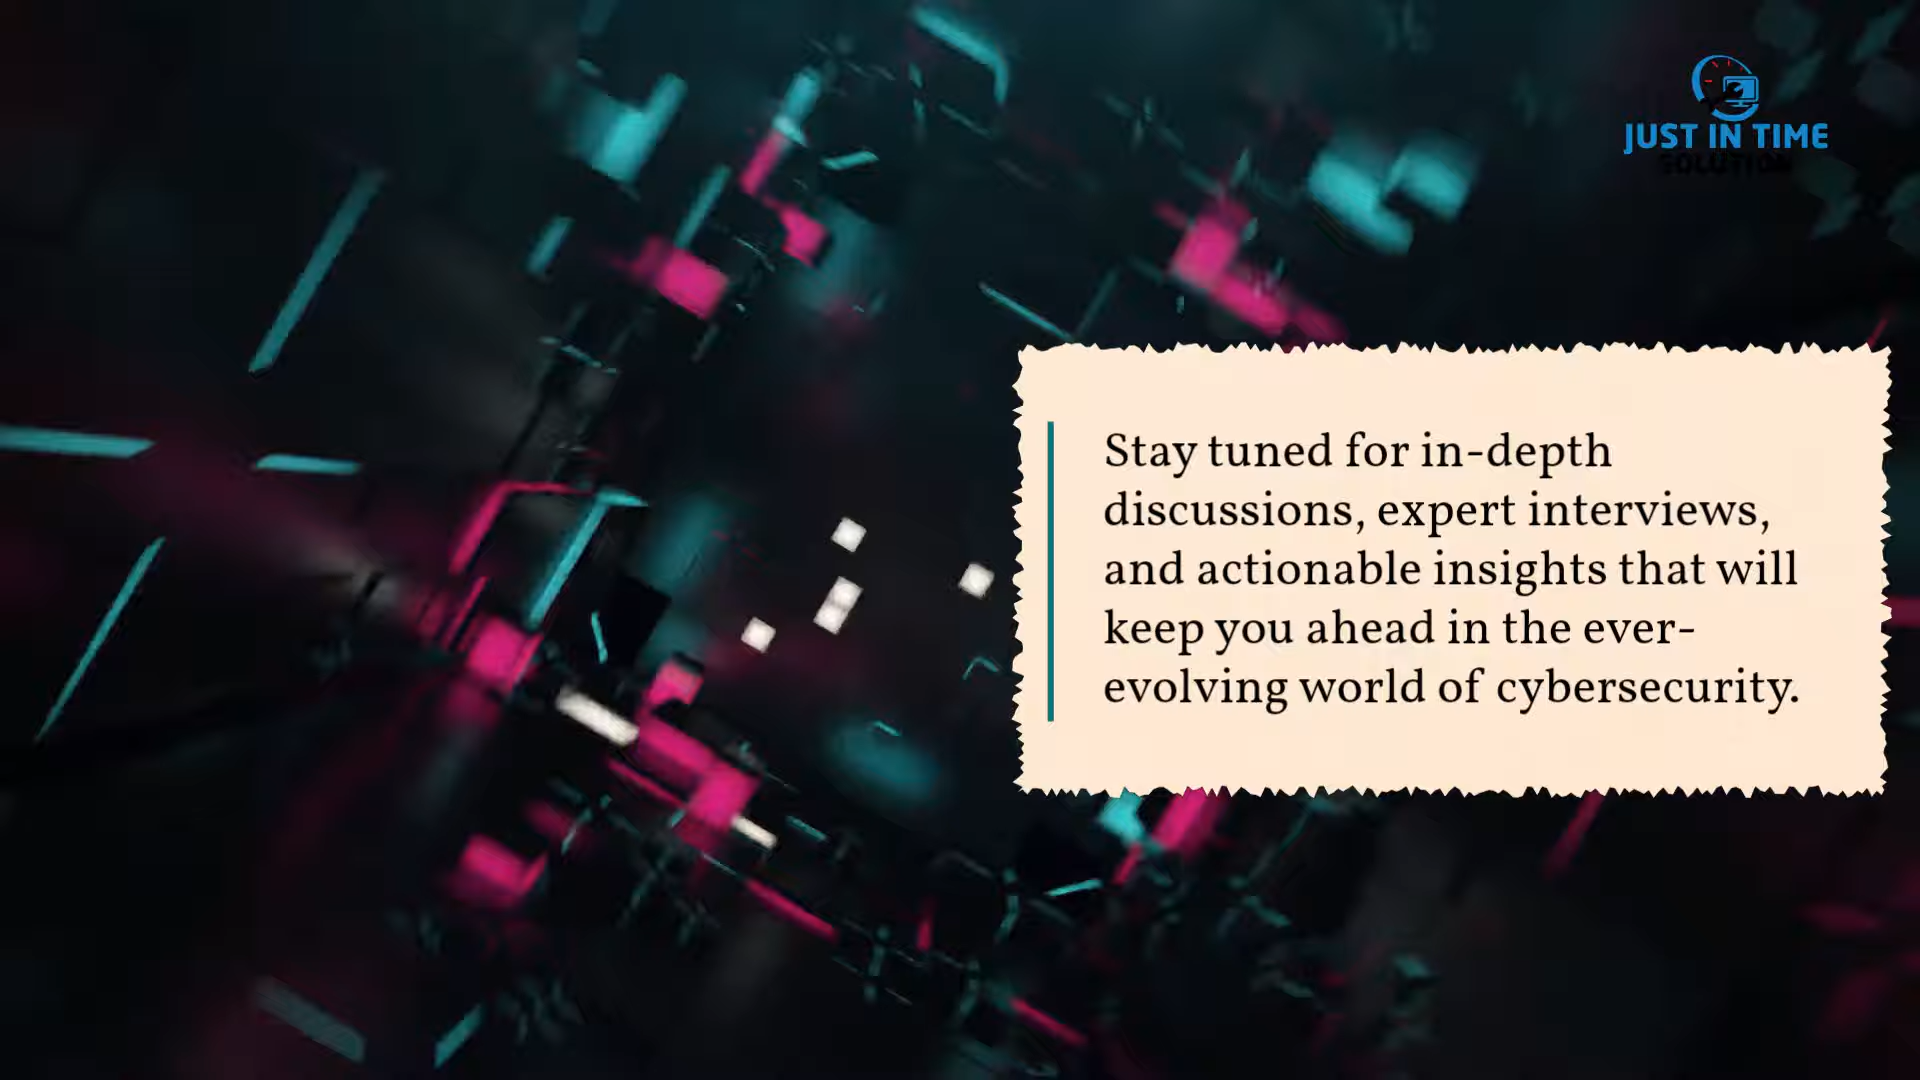 JUST IN TIME
SOLUTION
Stay tuned for in-depth
discussions, expert interviews,
and actionable insights that will
keep you ahead in the ever-
evolving world of cybersecurity.